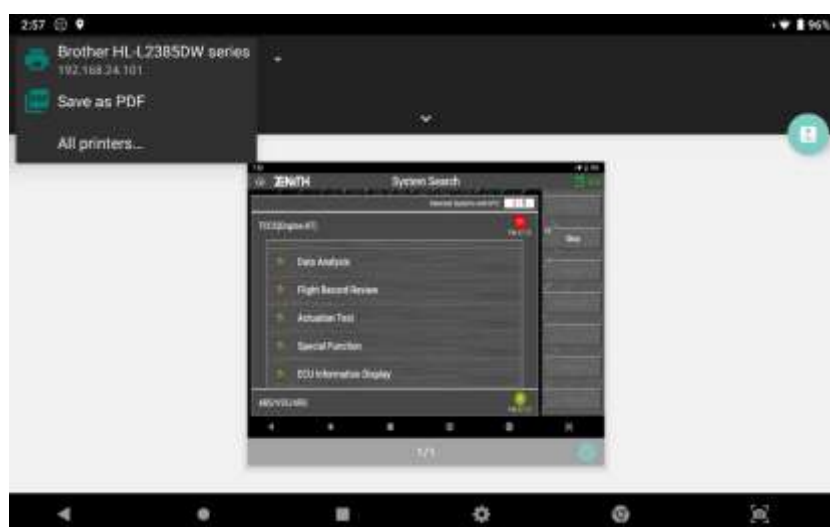 2:57
96%
Brother HL-L2385DW series
192.168.24.101
Save as PDF
All printers...
ZENITH
System Search
Data Analysis
Flight Record Review
Actuation Test
Special Function
ECU Information Display
1/1